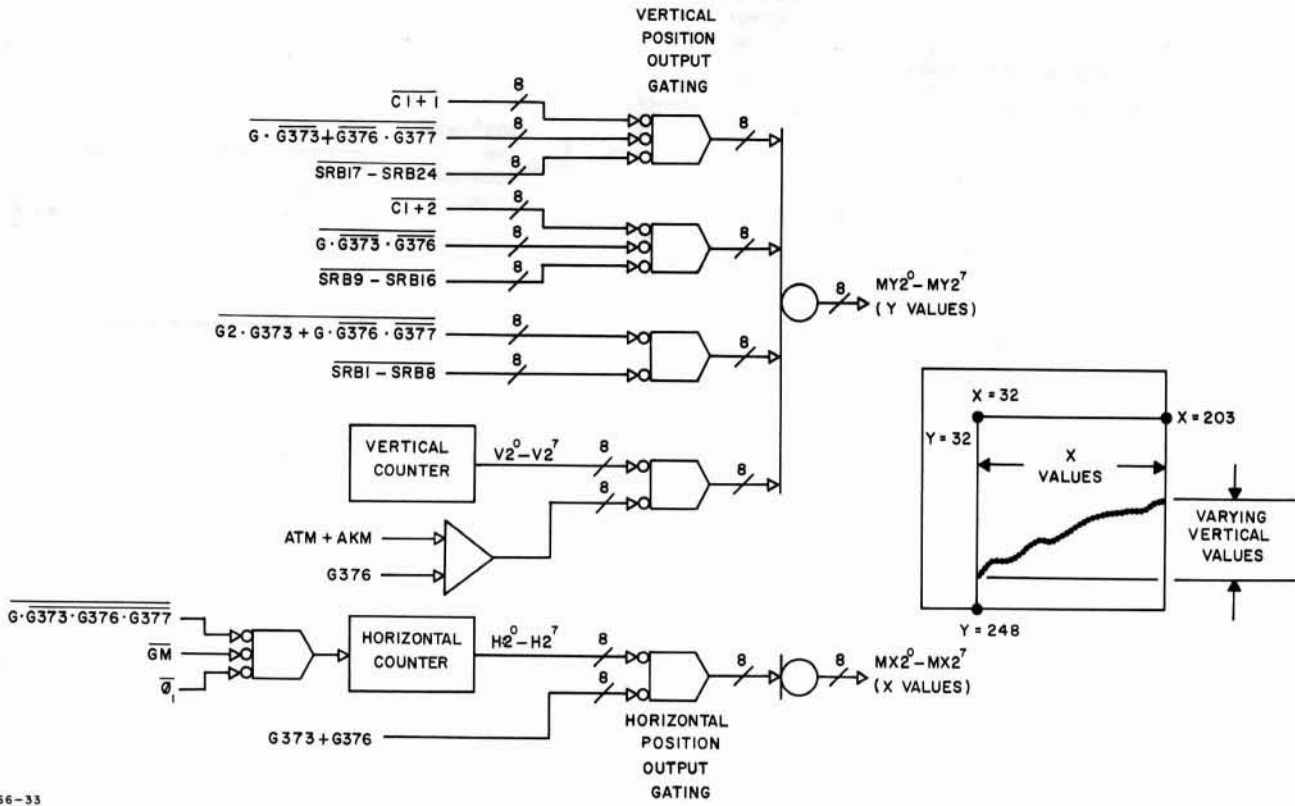 VERTICAL
POSITION
OUTPUT
GATING
C1+1
8
8
G·G373+G376·G377
8
SRB17-SRB24
8
C1+2
8
8
G·G373·G376
8
SRB9-SRB16
8
MY2⁰-MY2⁷
8
(Y VALUES)
G2·G373+G·G376·G377
8
8
SRB1-SRB8
8
X=32
X=203
Y=32
X
VALUES
VERTICAL
COUNTER
V2⁰-V2⁷
8
8
8
ATM+AKM
G376
VARYING
VERTICAL
VALUES
Y=248
G·G373·G376·G377
GM
Ø₁
HORIZONTAL
COUNTER
H2⁰-H2⁷
8
8
8
8
MX2⁰-MX2⁷
(X VALUES)
G373+G376
HORIZONTAL
POSITION
OUTPUT
GATING